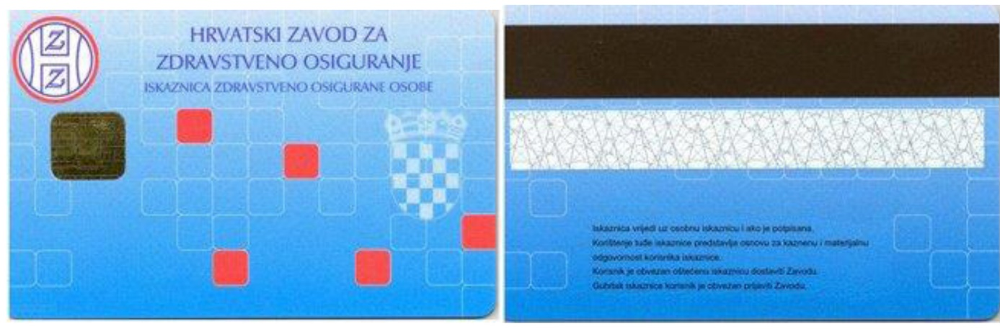 Z
Z
HRVATSKI ZAVOD ZA
ZDRAVSTVENO OSIGURANJE
ISKAZNICA ZDRAVSTVENO OSIGURANE OSOBE
Iskaznica vrijedi uz osobnu iskaznicu i ako je potpisana.
Korištenje tuđe iskaznice predstavlja osnovu za kaznenu i materijalnu
odgovornost korisnika iskaznice.
Korisnik je obvezan oštećenu iskaznicu dostaviti Zavodu.
Gubitak iskaznice korisnik je obvezan prijaviti Zavodu.